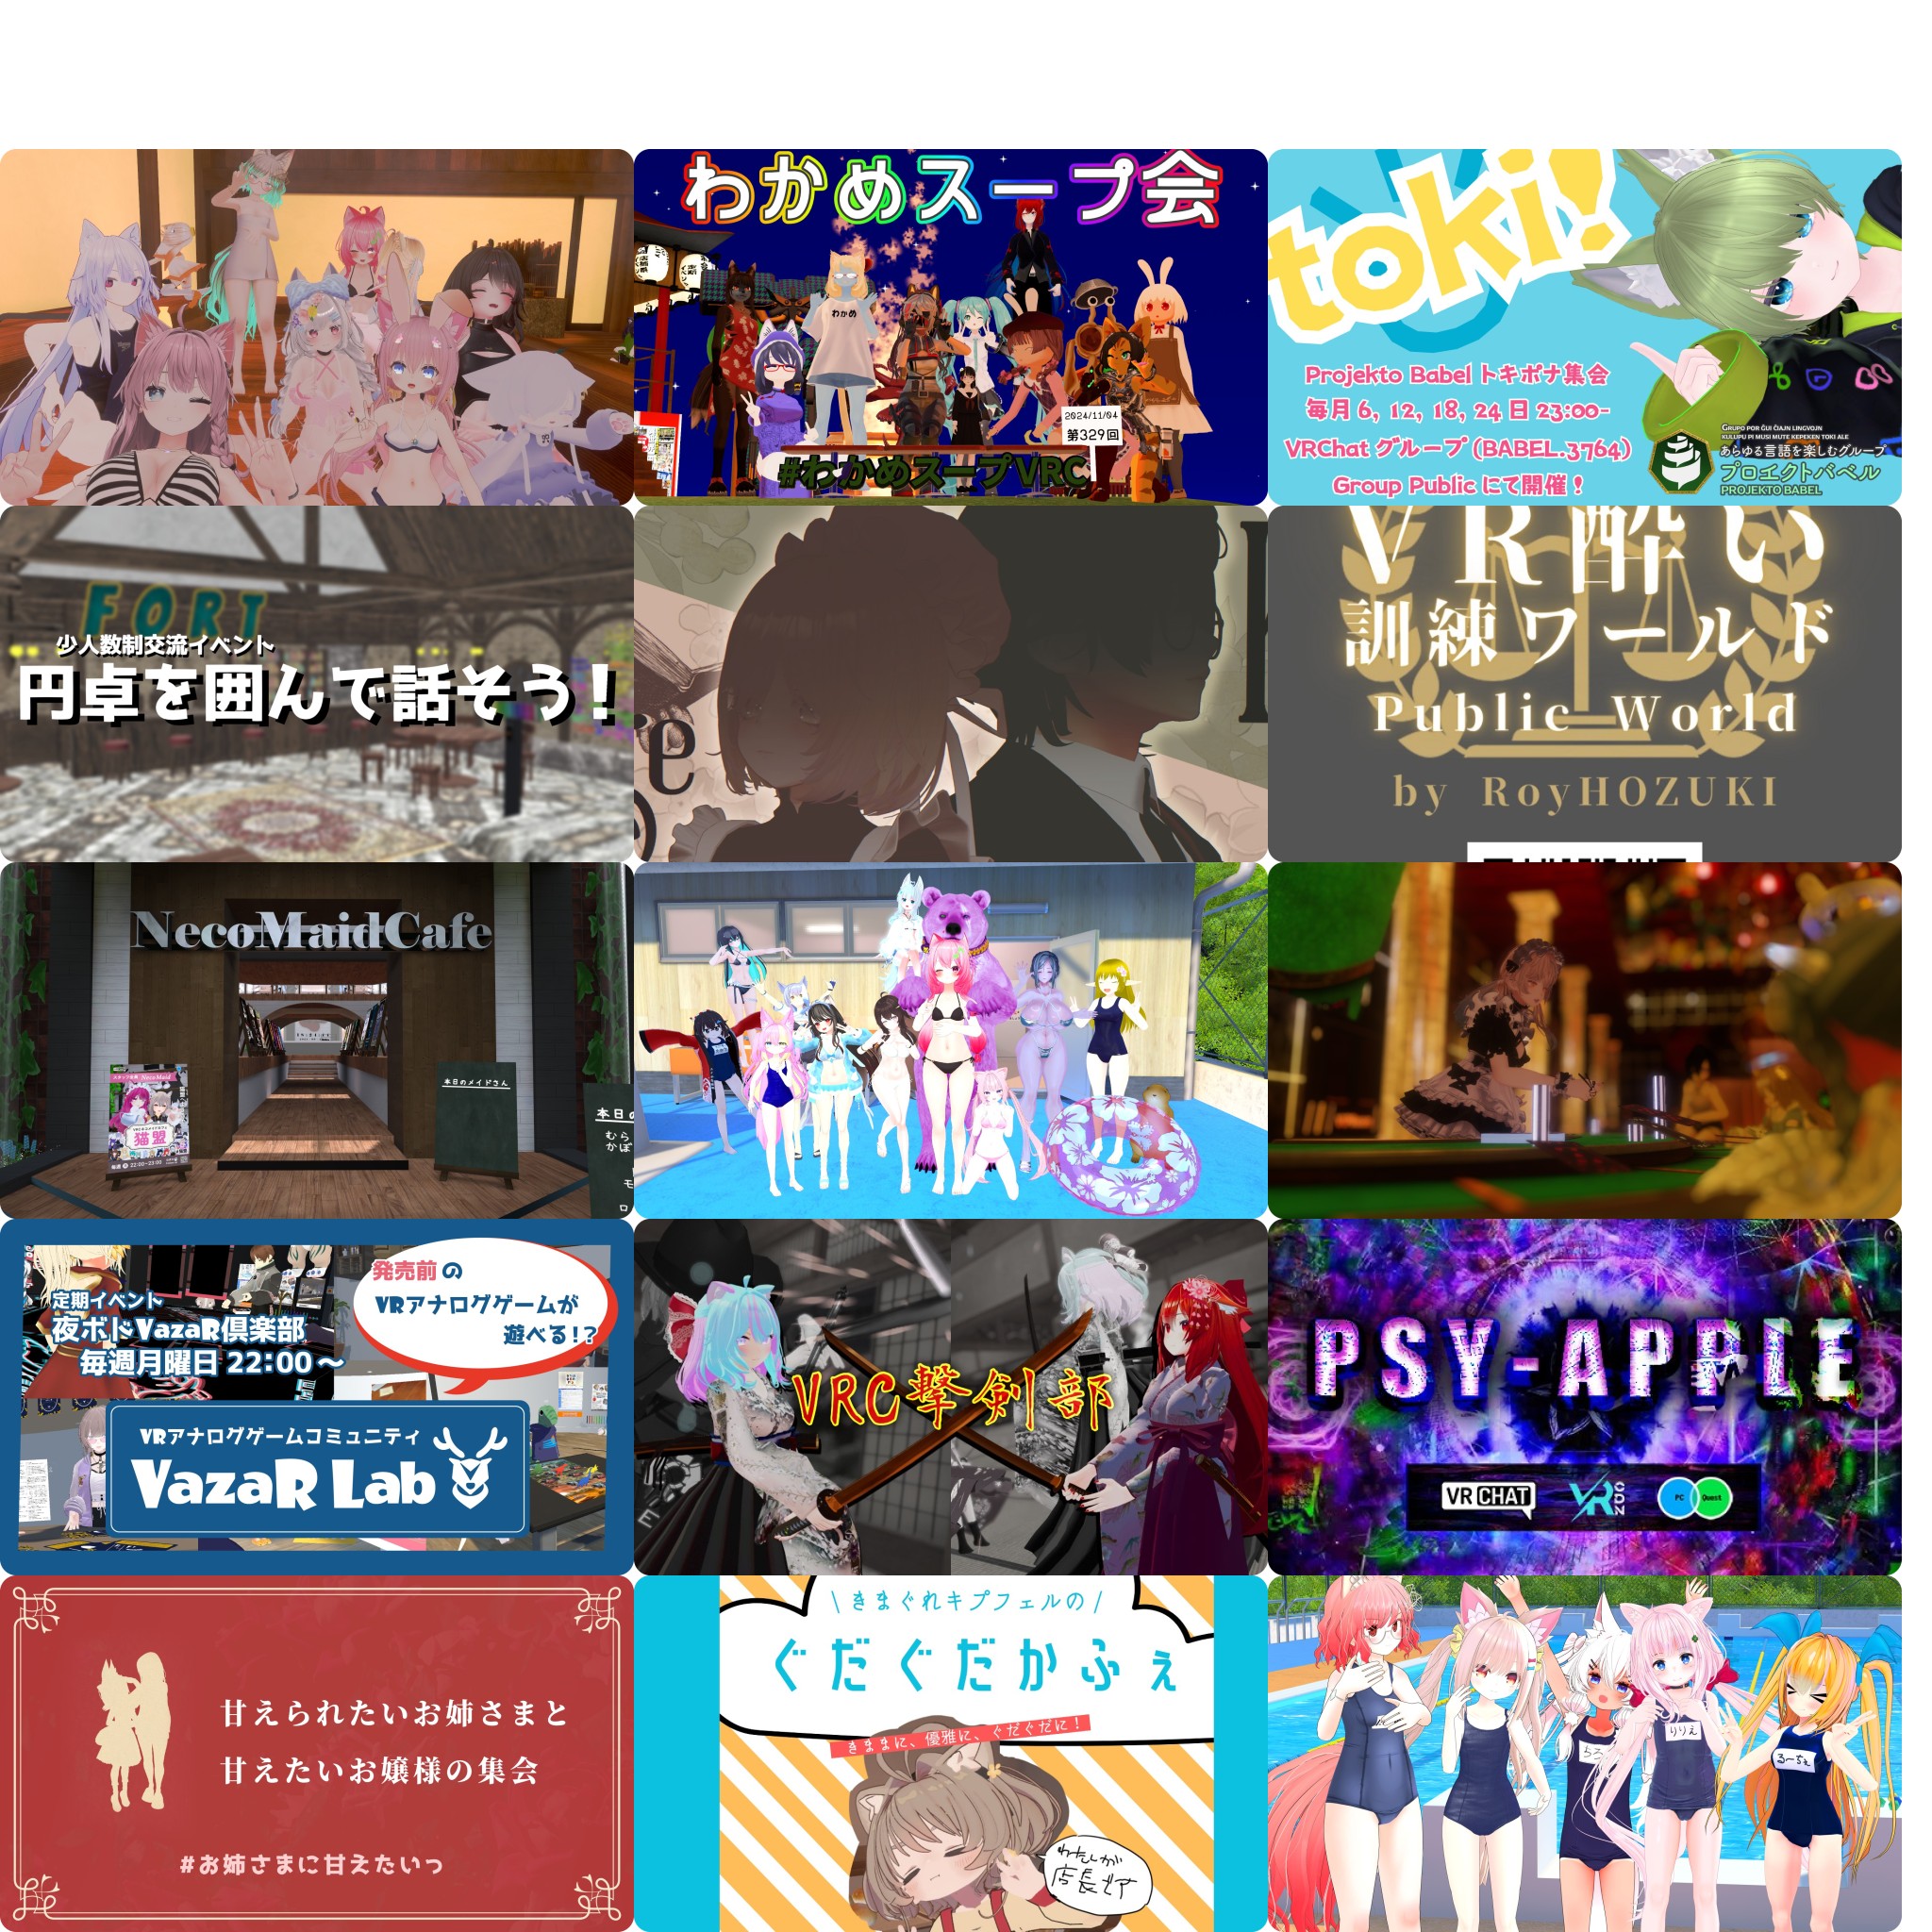 わかめスープ会
わかめ
2024/11/04
第329回
#わかめスープVRC
toki!
Projekto Babel トキポナ集会
毎月 6, 12, 18, 24 日 23:00-
VRChat グループ (BABEL.3764)
Group Public にて開催！
GRUPO POR ĈIUJ ĈIAJN LINGVOJN
KULUPU PI MUSI MUTE KEPEKEN TOKI ALE
あらゆる言語を楽しむグループ
プロエクトバベル
PROJEKTO BABEL
FORT
少人数制交流イベント
円卓を囲んで話そう！
e
VR酔い
訓練ワールド
Public World
by RoyHOZUKI
NecoMaidCafe
猫盟
本日のメイドさん
本日の
むら
かぼ
モ
ロ
定期イベント
夜ボドVazaR倶楽部
毎週月曜日 22:00～
発売前の
VRアナログゲームが
遊べる！？
VRアナログゲームコミュニティ
VazaR Lab
VRC撃剣部
PSY-APPLE
VRCHAT
PC
Quest
甘えられたいお姉さまと
甘えたいお嬢様の集会
#お姉さまに甘えたいっ
\ きまぐれキプフェルの /
ぐだぐだかふぇ
きままに、優雅に、ぐだぐだに！
わたしが
店長です
りりえ
るーちぇ